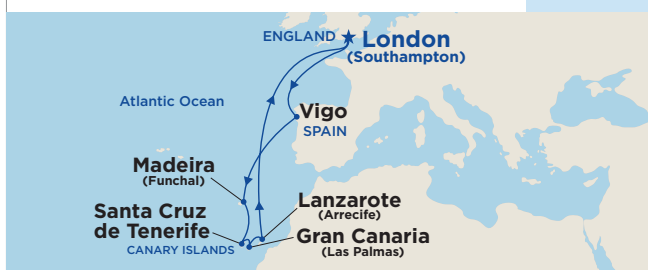 ENGLAND
London
(Southampton)
Atlantic Ocean
Vigo
SPAIN
Madeira
(Funchal)
Santa Cruz
de Tenerife
CANARY ISLANDS
Lanzarote
(Arrecife)
Gran Canaria
(Las Palmas)